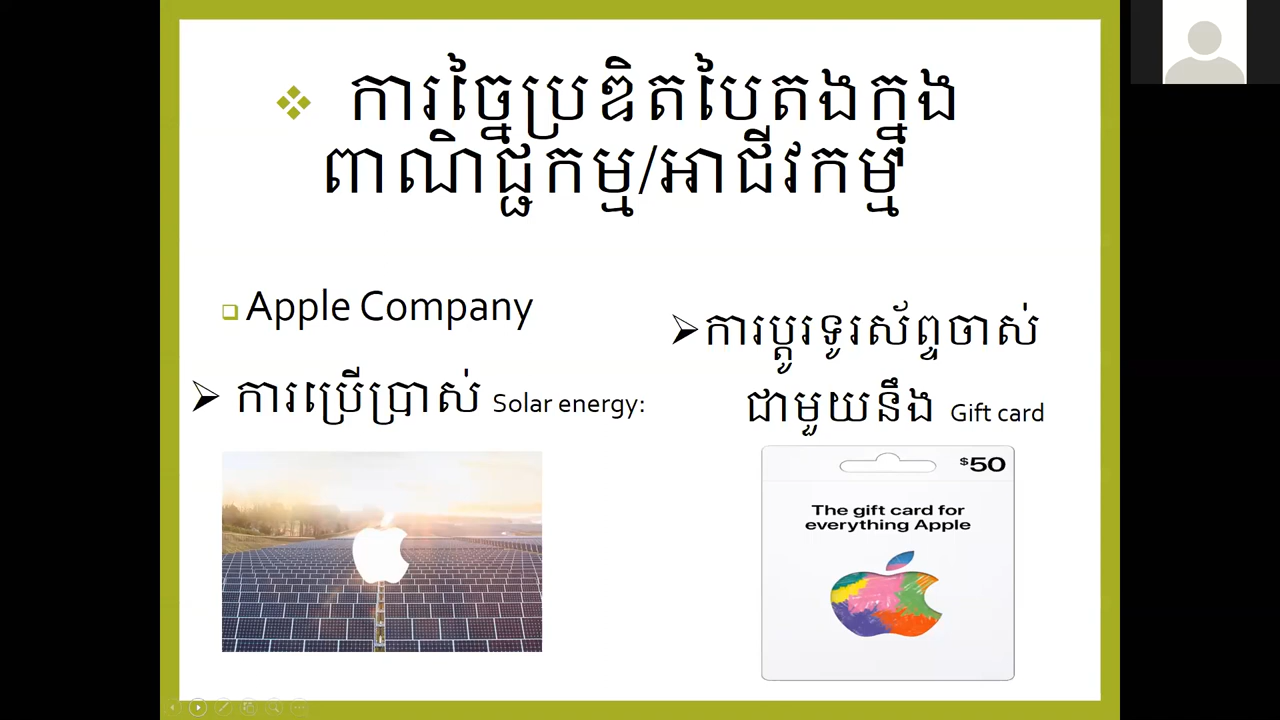 ការច្នៃប្រឌិតបៃតងក្នុង
ពាណិជ្ជកម្ម/អាជីវកម្ម
Apple Company
ការប្រើប្រាស់ Solar energy:
ការប្តូរទូរស័ព្ទចាស់
ជាមួយនឹង Gift card
$50
The gift card for
everything Apple